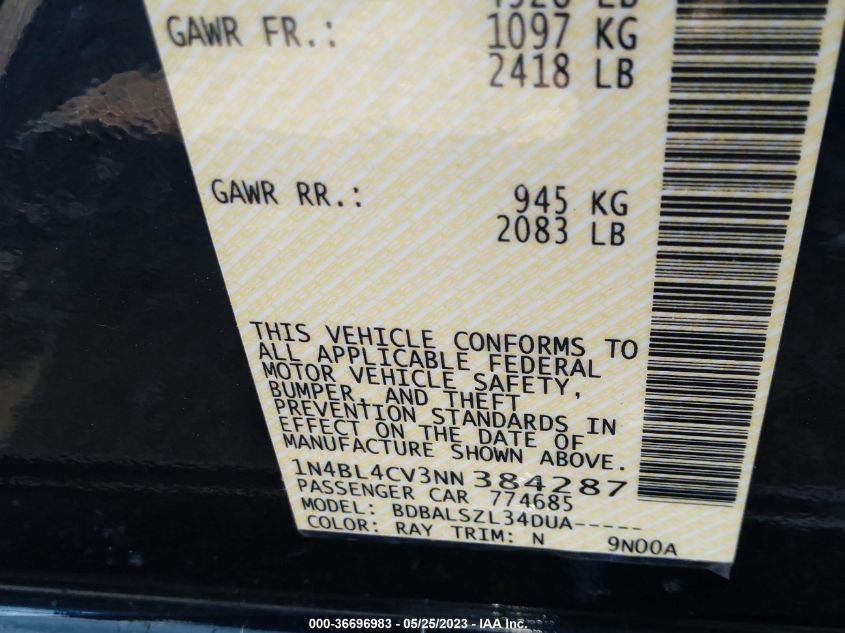 GAWR FR.: 1097 KG
2418 LB
GAWR RR.: 945 KG
2083 LB
THIS VEHICLE CONFORMS TO
ALL APPLICABLE FEDERAL
MOTOR VEHICLE SAFETY,
BUMPER, AND THEFT
PREVENTION STANDARDS IN
EFFECT ON THE DATE OF
MANUFACTURE SHOWN ABOVE.
1N4BL4CV3NN384287
PASSENGER CAR 774685
MODEL: BDBALSZL34DUA-----
COLOR: RAY TRIM: N 9N00A
000-36696983 - 05/25/2023 - IAA Inc.